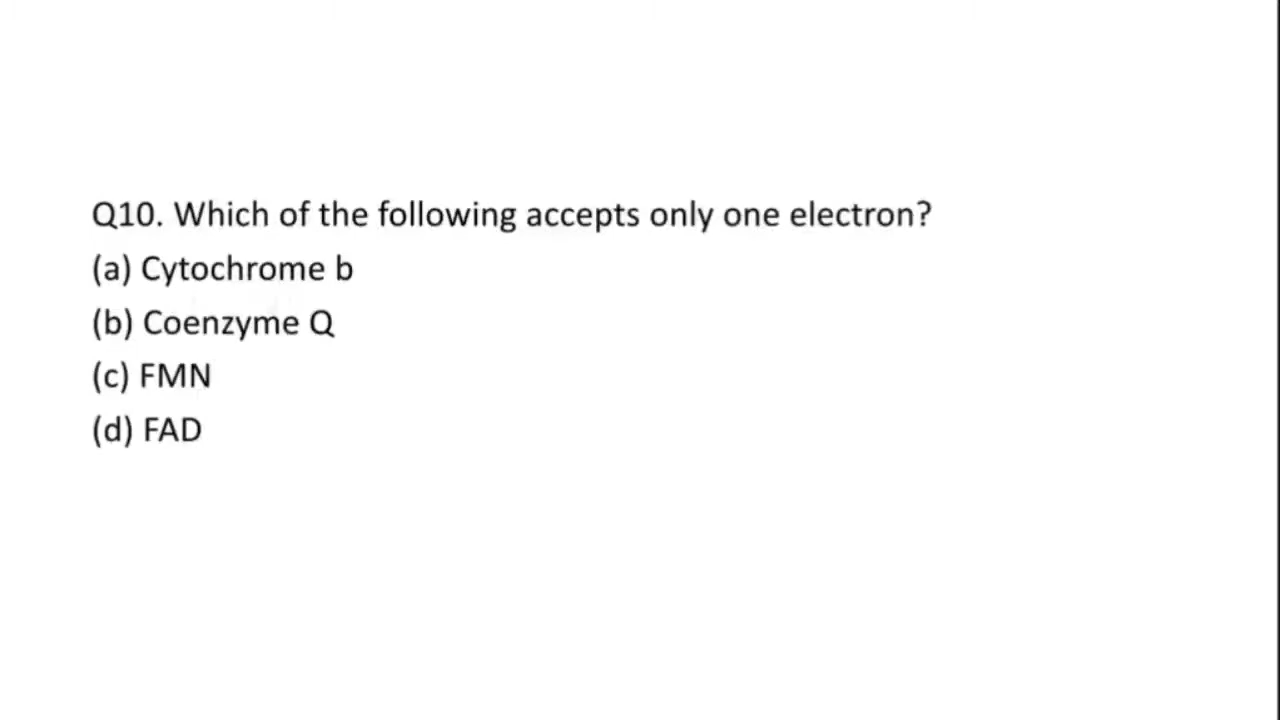 Q10. Which of the following accepts only one electron?
(a) Cytochrome b
(b) Coenzyme Q
(c) FMN
(d) FAD